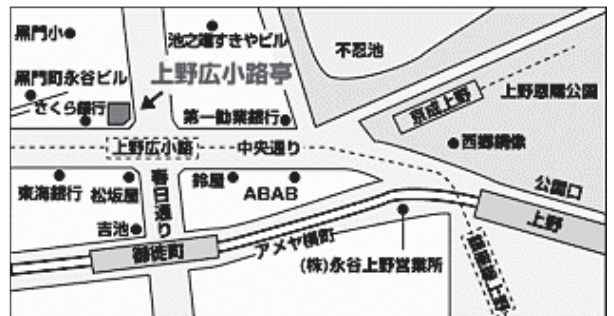 黒門小
池之端すきやビル
不忍池
黒門町永谷ビル
上野広小路亭
さくら銀行
第一勧業銀行
京成上野
上野恩賜公園
西郷銅像
上野広小路
中央通り
公園口
東海銀行
松坂屋
春日通り
鈴屋
ABAB
吉池
御徒町
アメヤ横町
(株)永谷上野営業所
上野
銀座線上野